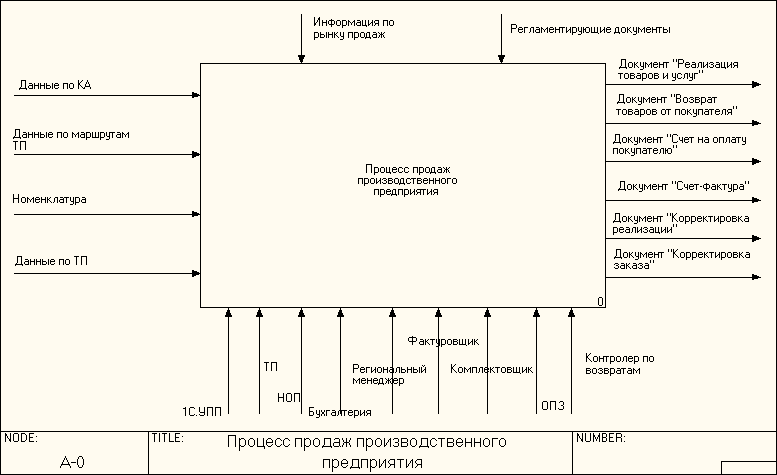 Информация по
рынку продаж
Регламентирующие документы
Данные по КА
Данные по маршрутам
ТП
Номенклатура
Данные по ТП
Процесс продаж
производственного
предприятия
0
Документ "Реализация
товаров и услуг"
Документ "Возврат
товаров от покупателя"
Документ "Счет на оплату
покупателю"
Документ "Счет-фактура"
Документ "Корректировка
реализации"
Документ "Корректировка
заказа"
1С.УПП
ТП
НОП
Бухгалтерия
Региональный
менеджер
Фактуровщик
Комплектовщик
ОПЗ
Контролер по
возвратам
NODE:
A-0
TITLE:
Процесс продаж производственного
предприятия
NUMBER: